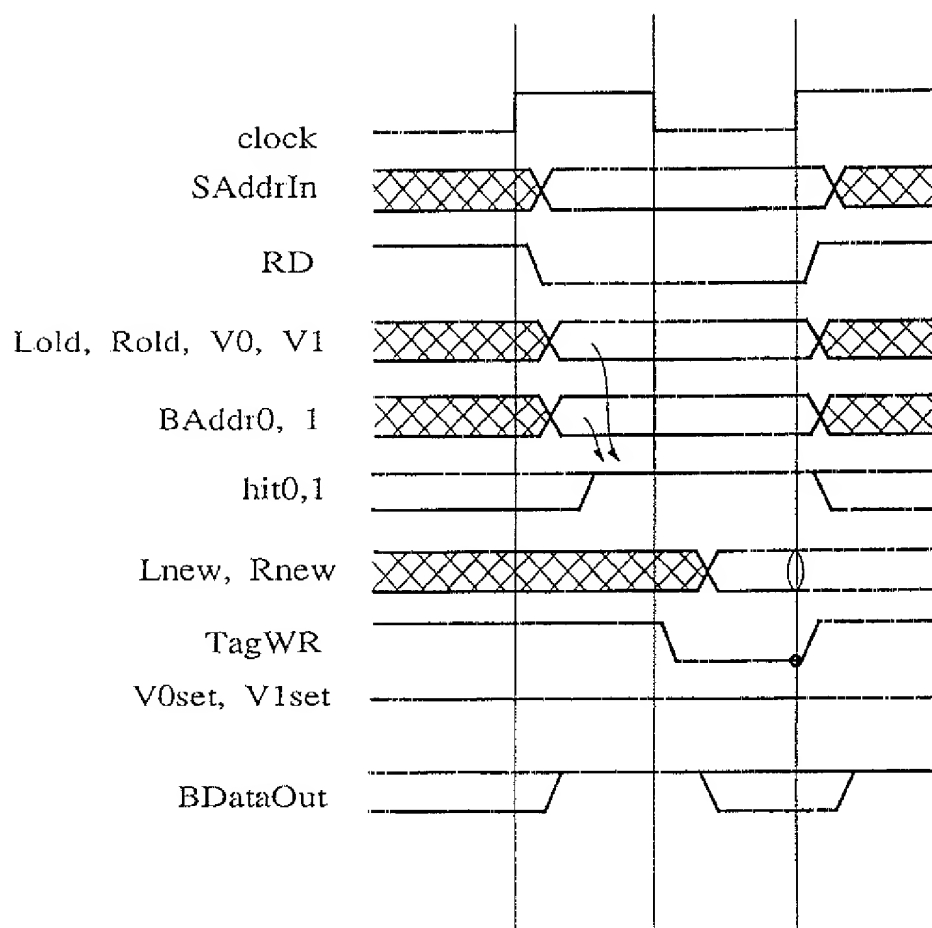 clock
SAddrIn
RD
Lold, Rold, V0, V1
BAddr0, 1
hit0,1
Lnew, Rnew
TagWR
V0set, V1set
BDataOut